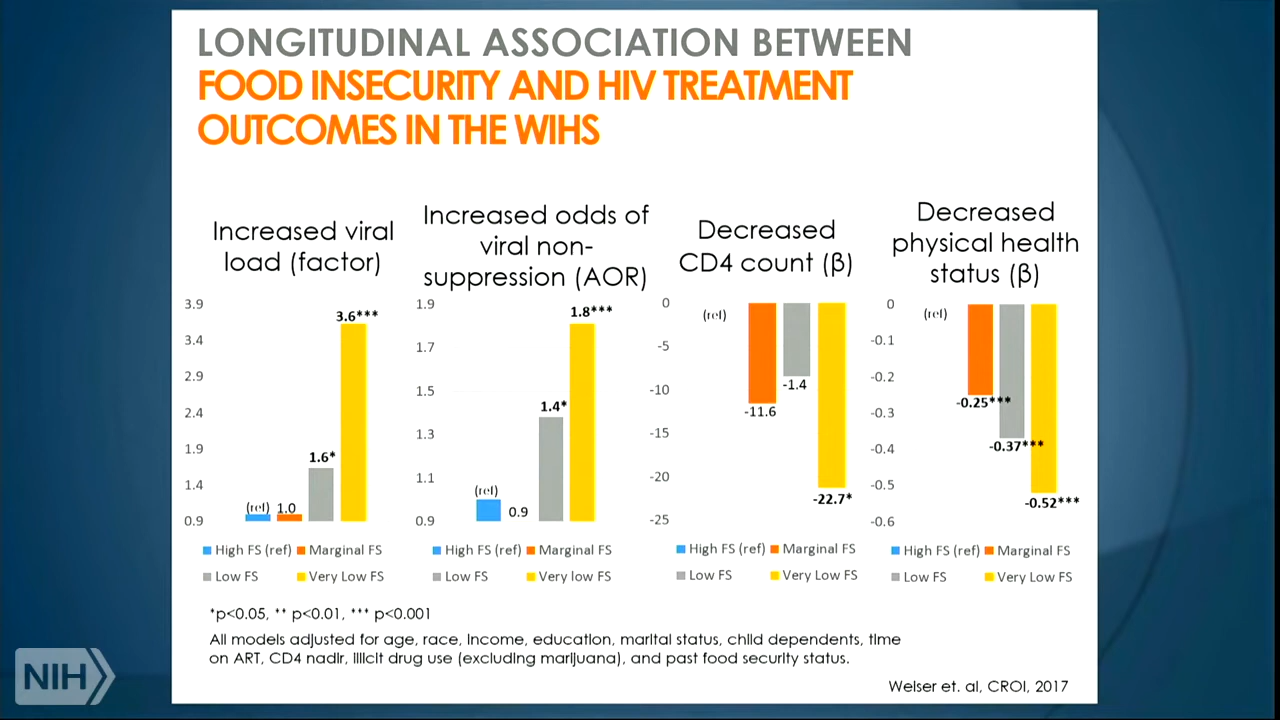 LONGITUDINAL ASSOCIATION BETWEEN
FOOD INSECURITY AND HIV TREATMENT
OUTCOMES IN THE WIHS
Increased viral
load (factor)
3.9
3.4
2.9
2.4
1.9
1.4
0.9
(ref)
1.0
1.6*
3.6***
High FS (ref)
Marginal FS
Low FS
Very Low FS
Increased odds of
viral non-
suppression (AOR)
1.9
1.7
1.5
1.3
1.1
0.9
(ref)
0.9
1.4*
1.8***
High FS (ref)
Marginal FS
Low FS
Very low FS
Decreased
CD4 count (β)
0
-5
-10
-15
-20
-25
(ref)
-11.6
-1.4
-22.7*
High FS (ref)
Marginal FS
Low FS
Very Low FS
Decreased
physical health
status (β)
0
-0.1
-0.2
-0.3
-0.4
-0.5
-0.6
(ref)
-0.25***
-0.37***
-0.52***
High FS (ref)
Marginal FS
Low FS
Very Low FS
*p<0.05, ** p<0.01, *** p<0.001
All models adjusted for age, race, income, education, marital status, child dependents, time
on ART, CD4 nadir, illicit drug use (excluding marijuana), and past food security status.
Welser et. al, CROI, 2017
NIH